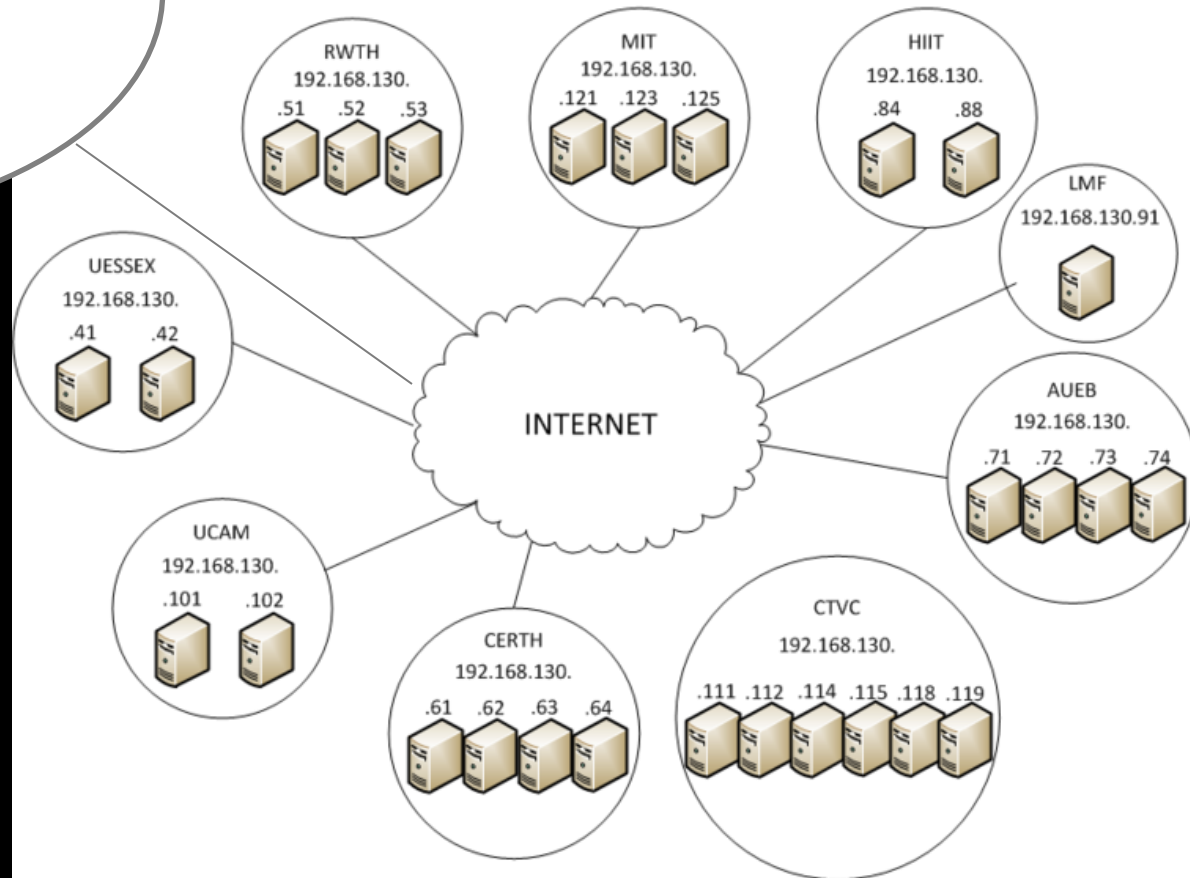 RWTH
192.168.130.
.51 .52 .53
MIT
192.168.130.
.121 .123 .125
HIIT
192.168.130.
.84 .88
LMF
192.168.130.91
UESSEX
192.168.130.
.41 .42
INTERNET
AUEB
192.168.130.
.71 .72 .73 .74
UCAM
192.168.130.
.101 .102
CERTH
192.168.130.
.61 .62 .63 .64
CTVC
192.168.130.
.111 .112 .114 .115 .118 .119